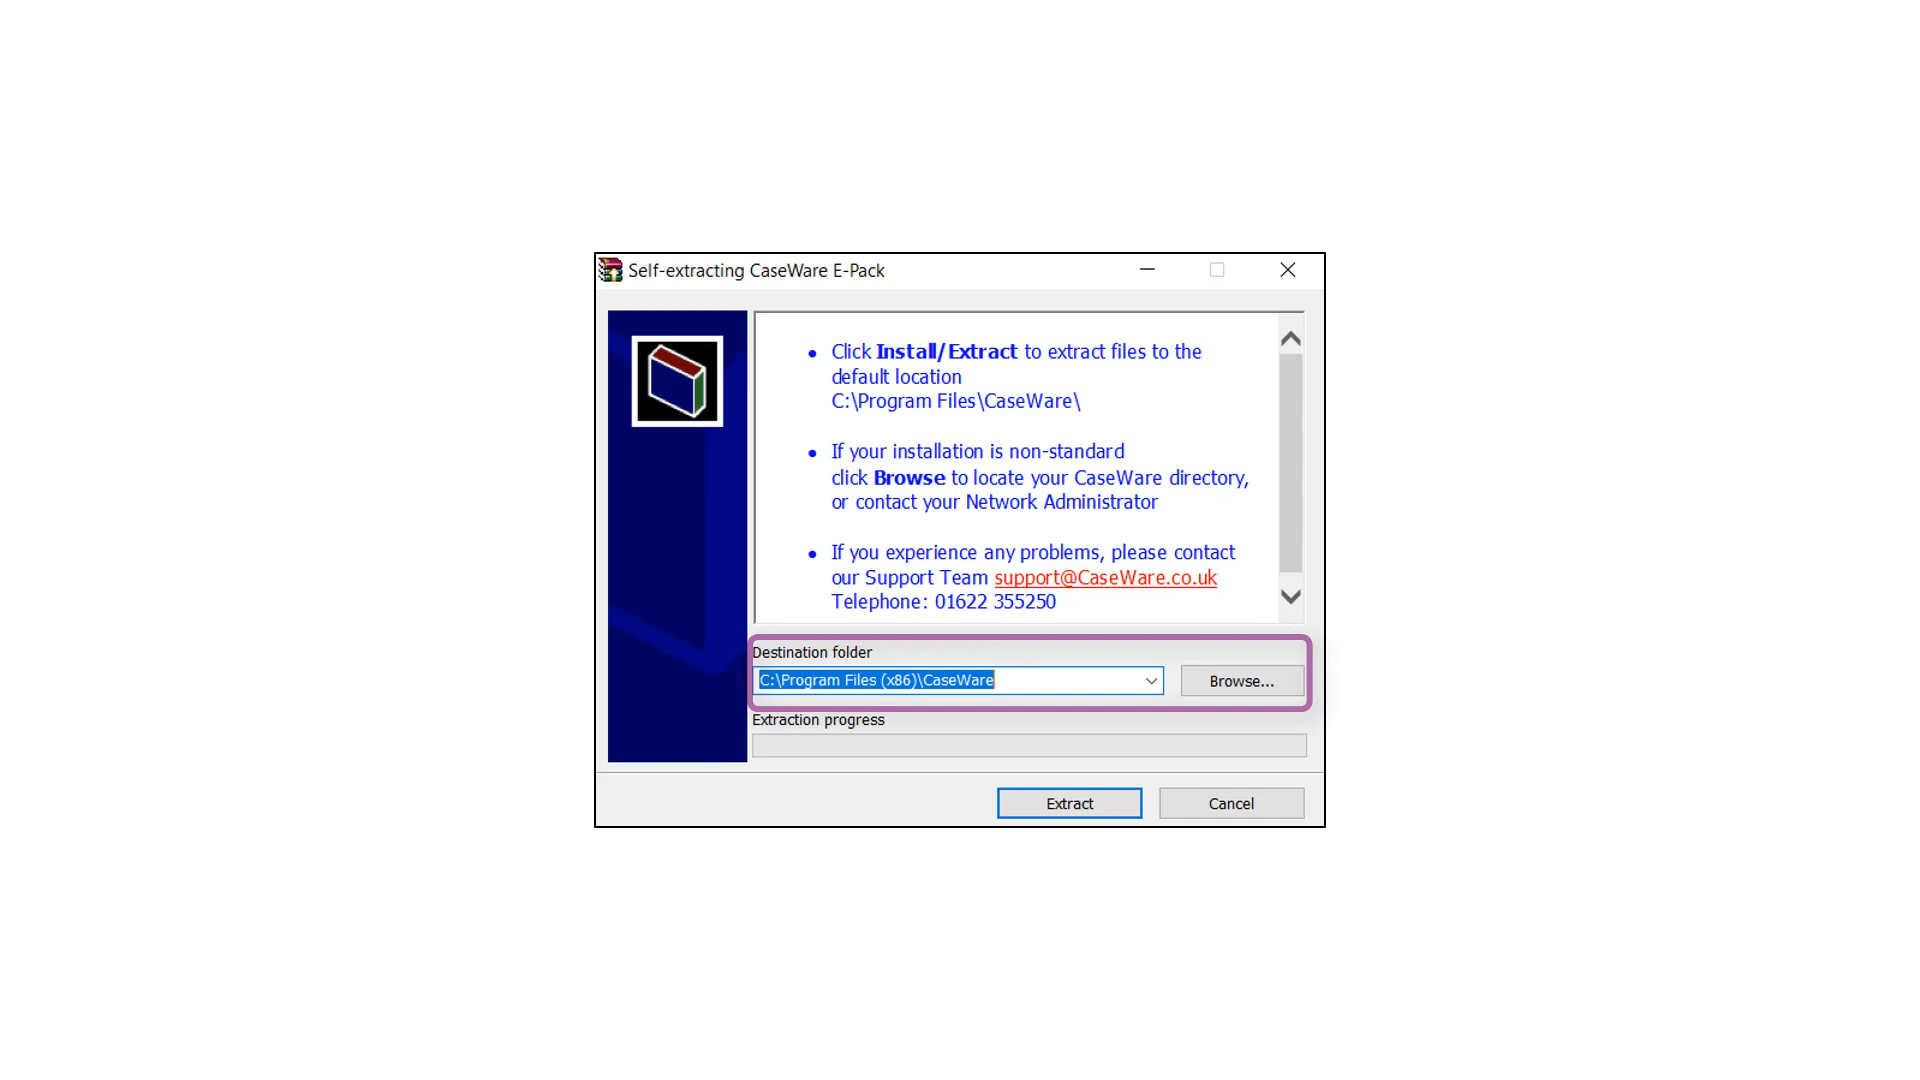 Self-extracting CaseWare E-Pack
• Click Install/Extract to extract files to the
default location
C:\Program Files\CaseWare\
• If your installation is non-standard
click Browse to locate your CaseWare directory,
or contact your Network Administrator
• If you experience any problems, please contact
our Support Team support@CaseWare.co.uk
Telephone: 01622 355250
Destination folder
C:\Program Files (x86)\CaseWare
Browse...
Extraction progress
Extract
Cancel